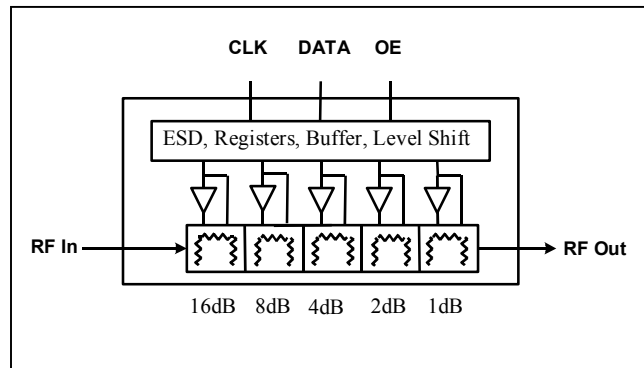 CLK DATA OE
ESD, Registers, Buffer, Level Shift
RF In RF Out
16dB 8dB 4dB 2dB 1dB